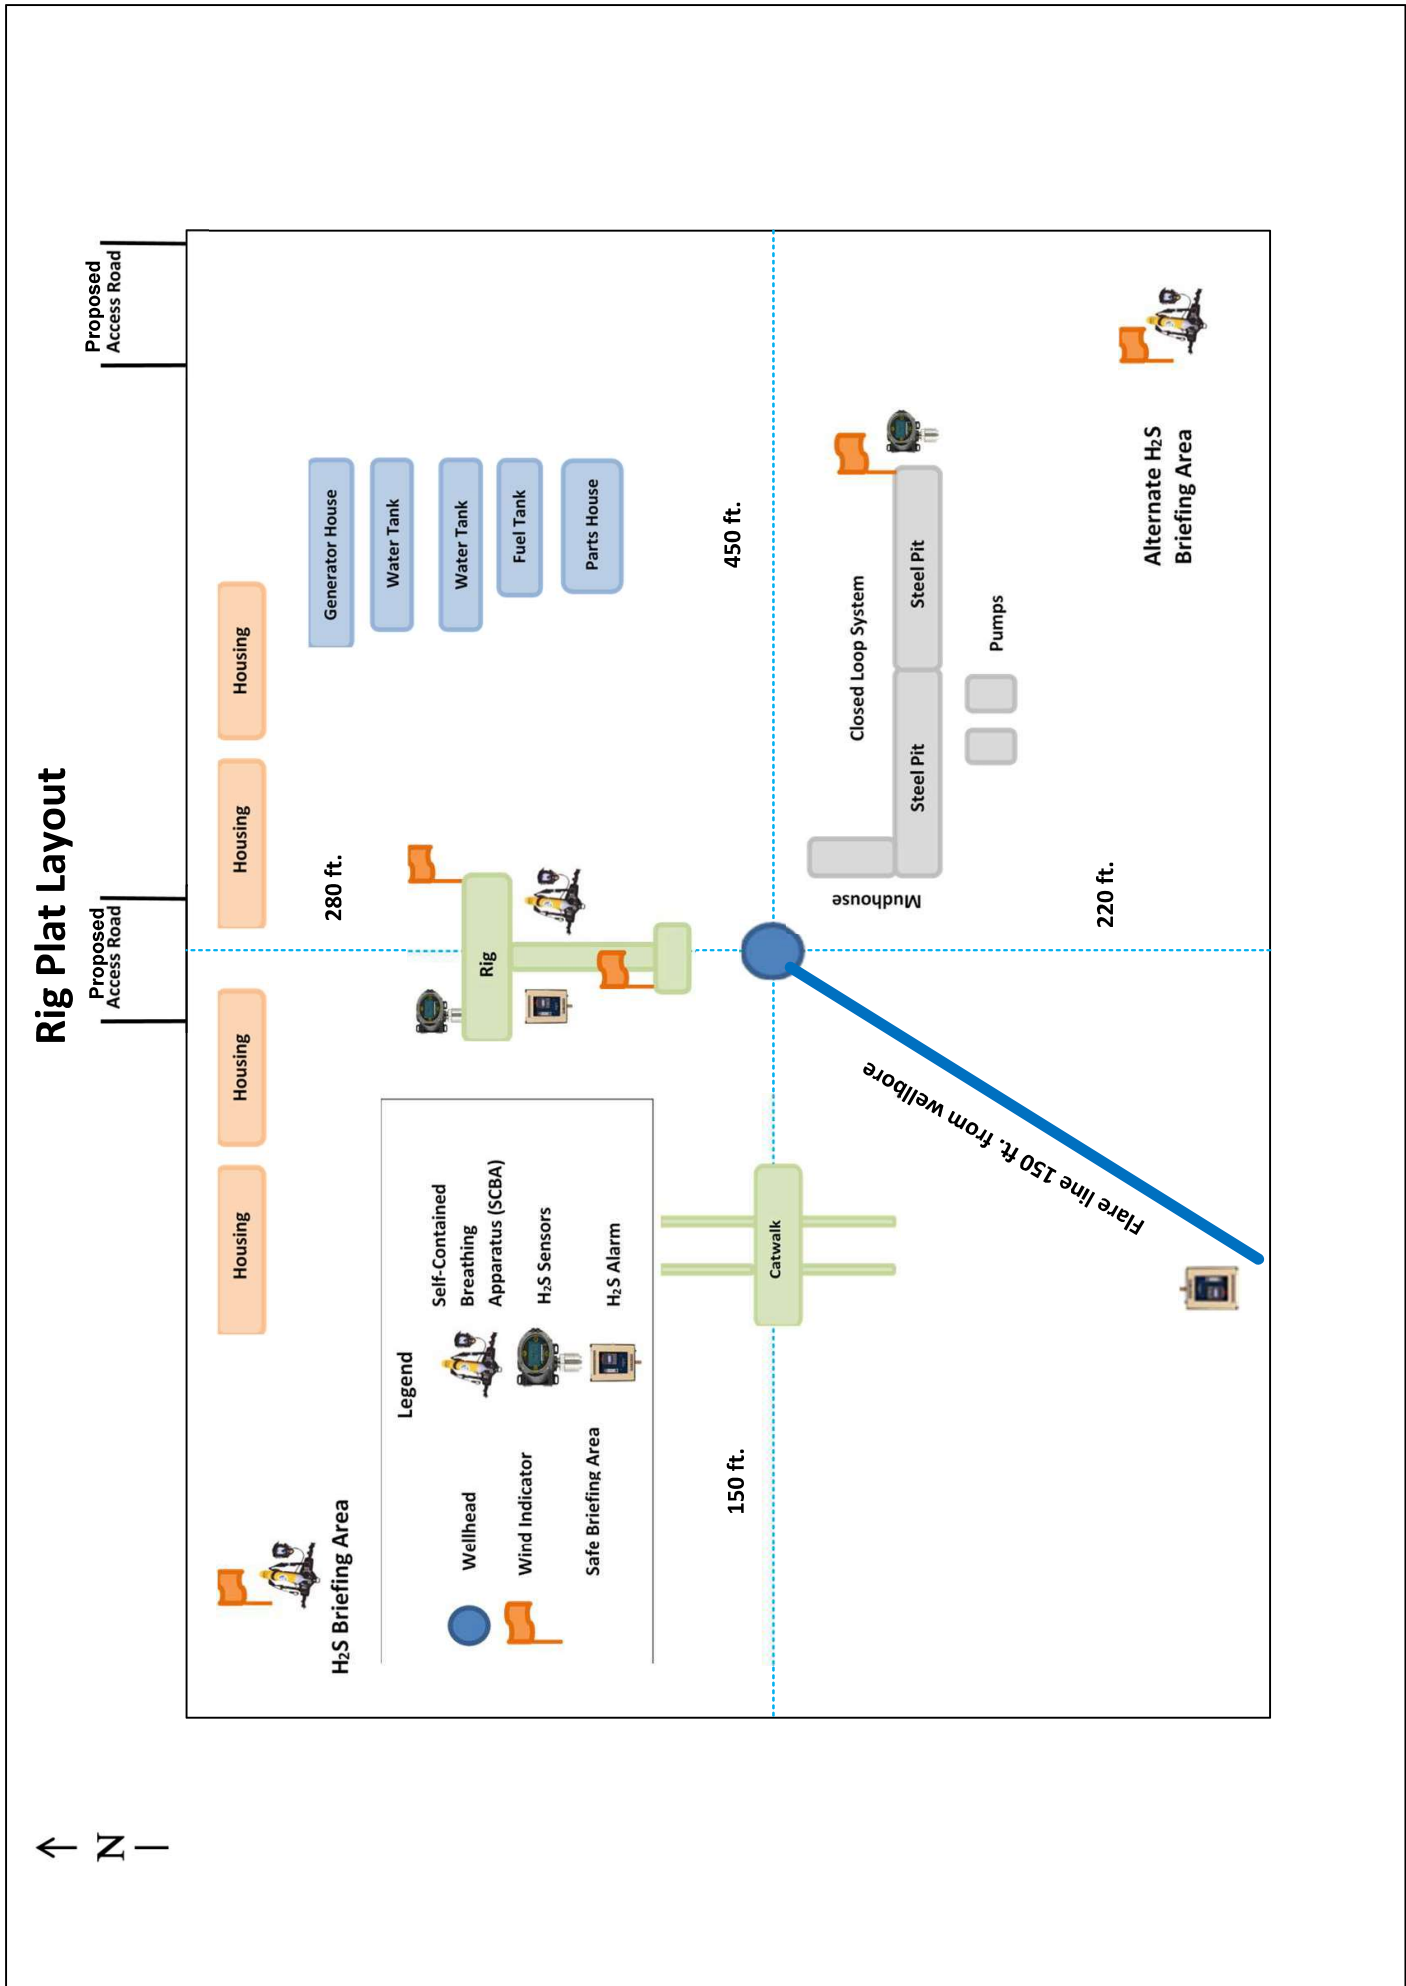 Rig Plat Layout
Proposed
Access Road
Proposed
Access Road
N
Housing
Housing
Housing
Housing
280 ft.
Generator House
Water Tank
Water Tank
Fuel Tank
Parts House
Rig
H2S Briefing Area
Legend
Wellhead
Wind Indicator
Safe Briefing Area
Self-Contained
Breathing
Apparatus (SCBA)
H2S Sensors
H2S Alarm
150 ft.
450 ft.
Catwalk
Closed Loop System
Mudhouse
Steel Pit
Steel Pit
Pumps
220 ft.
Flare line 150 ft. from wellbore
Alternate H2S
Briefing Area